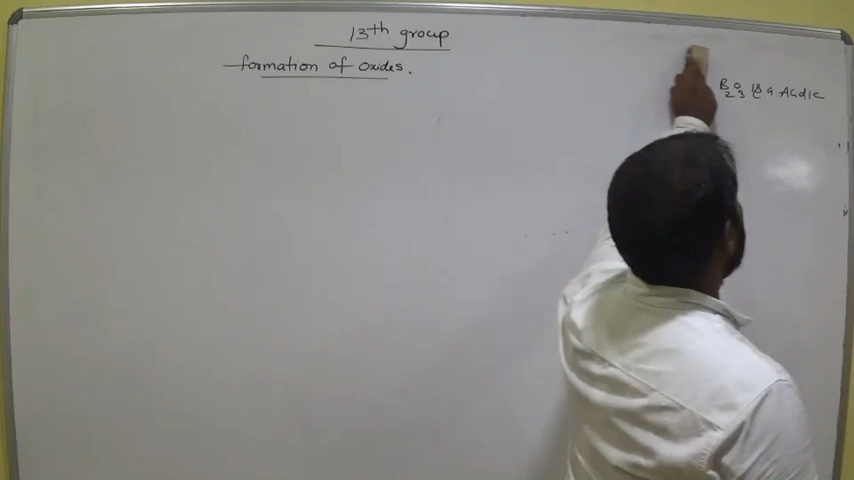 13th group
formation of oxides.
B2O3 is a Acidic